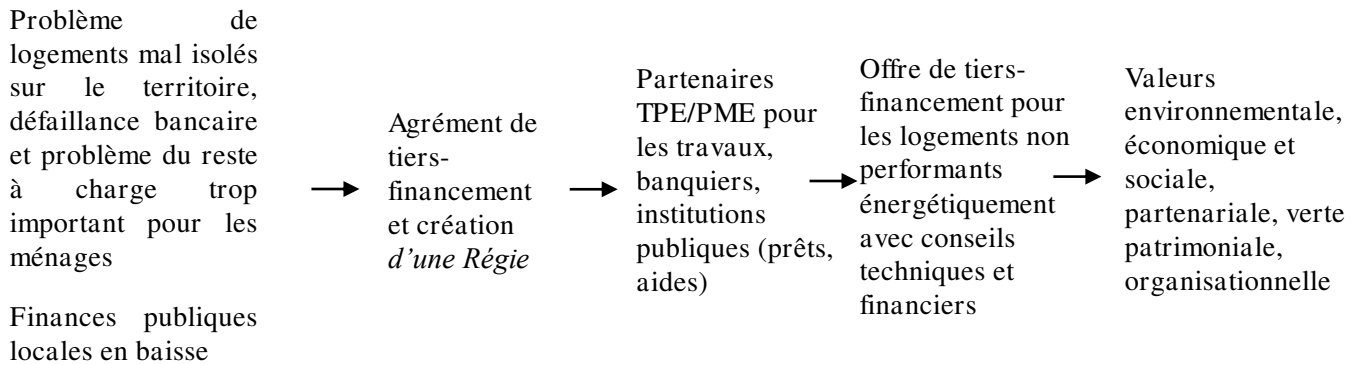 Problème de
logements mal isolés
sur le territoire,
défaillance bancaire
et problème du reste
à charge trop
important pour les
ménages
Finances publiques
locales en baisse
Agrément de
tiers-
financement
et création
d’une Régie
Partenaires
TPE/PME pour
les travaux,
banquiers,
institutions
publiques (prêts,
aides)
Offre de tiers-
financement pour
les logements non
performants
énergétiquement
avec conseils
techniques et
financiers
Valeurs
environnementale,
économique et
sociale,
partenariale, verte
patrimoniale,
organisationnelle